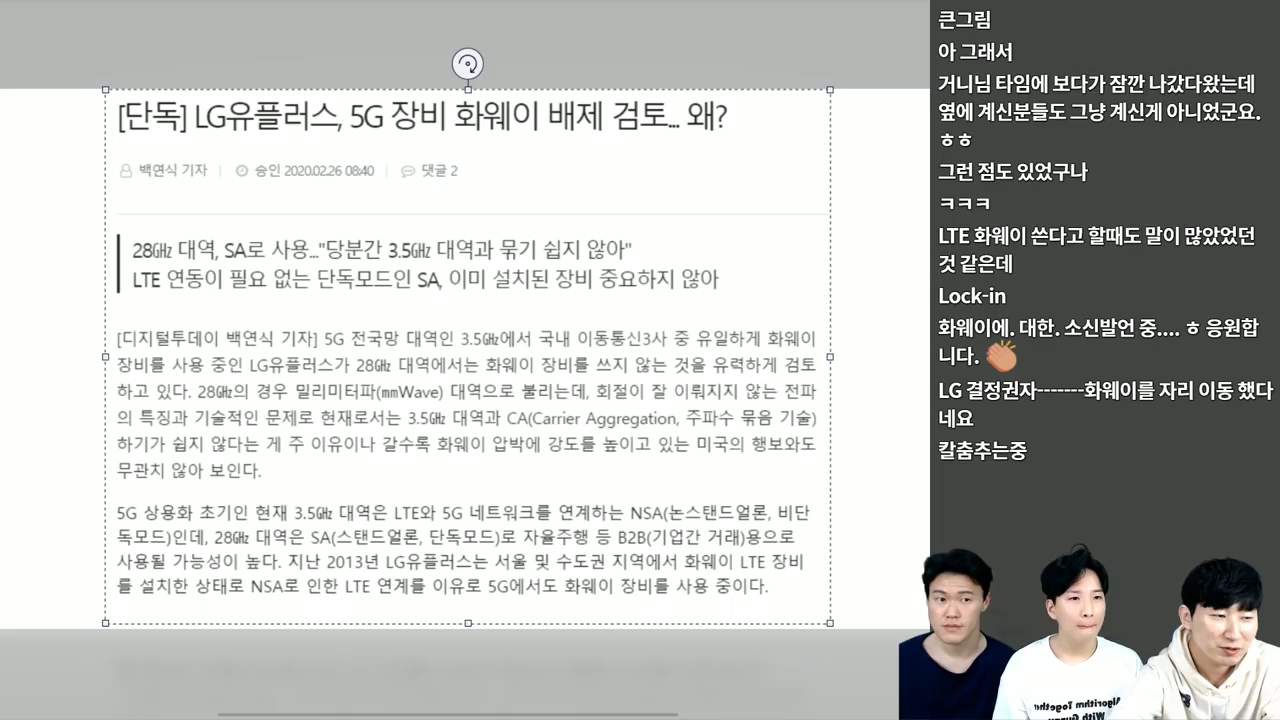 [단독] LG유플러스, 5G 장비 화웨이 배제 검토... 왜?
백연식 기자 | 승인 2020.02.26 08:40 | 댓글 2
28㎓ 대역, SA로 사용..."당분간 3.5㎓ 대역과 묶기 쉽지 않아"
LTE 연동이 필요 없는 단독모드인 SA, 이미 설치된 장비 중요하지 않아
[디지털투데이 백연식 기자] 5G 전국망 대역인 3.5㎓에서 국내 이동통신3사 중 유일하게 화웨이
장비를 사용 중인 LG유플러스가 28㎓ 대역에서는 화웨이 장비를 쓰지 않는 것을 유력하게 검토
하고 있다. 28㎓의 경우 밀리미터파(㎜Wave) 대역으로 불리는데, 회절이 잘 이뤄지지 않는 전파
의 특징과 기술적인 문제로 현재로서는 3.5㎓ 대역과 CA(Carrier Aggregation, 주파수 묶음 기술)
하기가 쉽지 않다는 게 주 이유이나 갈수록 화웨이 압박에 강도를 높이고 있는 미국의 행보와도
무관치 않아 보인다.
5G 상용화 초기인 현재 3.5㎓ 대역은 LTE와 5G 네트워크를 연계하는 NSA(논스탠드얼론, 비단
독모드)인데, 28㎓ 대역은 SA(스탠드얼론, 단독모드)로 자율주행 등 B2B(기업간 거래)용으로
사용될 가능성이 높다. 지난 2013년 LG유플러스는 서울 및 수도권 지역에서 화웨이 LTE 장비
를 설치한 상태로 NSA로 인한 LTE 연계를 이유로 5G에서도 화웨이 장비를 사용 중이다.
큰그림
아 그래서
거니님 타임에 보다가 잠깐 나갔다왔는데
옆에 계신분들도 그냥 계신게 아니었군요.
ㅎㅎ
그런 점도 있었구나
ㅋㅋㅋ
LTE 화웨이 쓴다고 할때도 말이 많았었던
것 같은데
Lock-in
화웨이에. 대한. 소신발언 중.... ㅎ 응원합
니다. 👏
LG 결정권자-------화웨이를 자리 이동 했다
네요
칼춤추는중
Algorithm Togethe